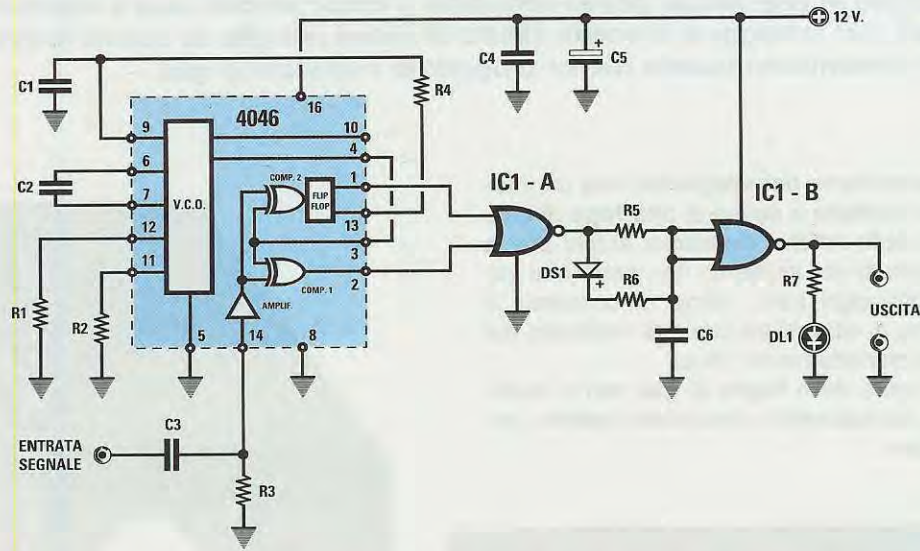 12 V.
C1
C4
C5
R4
16
4046
9
10
4
6
COMP. 2
1
IC1 - A
IC1 - B
C2
FLIP
FLOP
7
V.C.O.
13
R5
12
3
DS1
R6
R7
11
COMP. 1
2
USCITA
R1
R2
AMPLIF.
C6
DL1
5
14
8
C3
ENTRATA
SEGNALE
R3